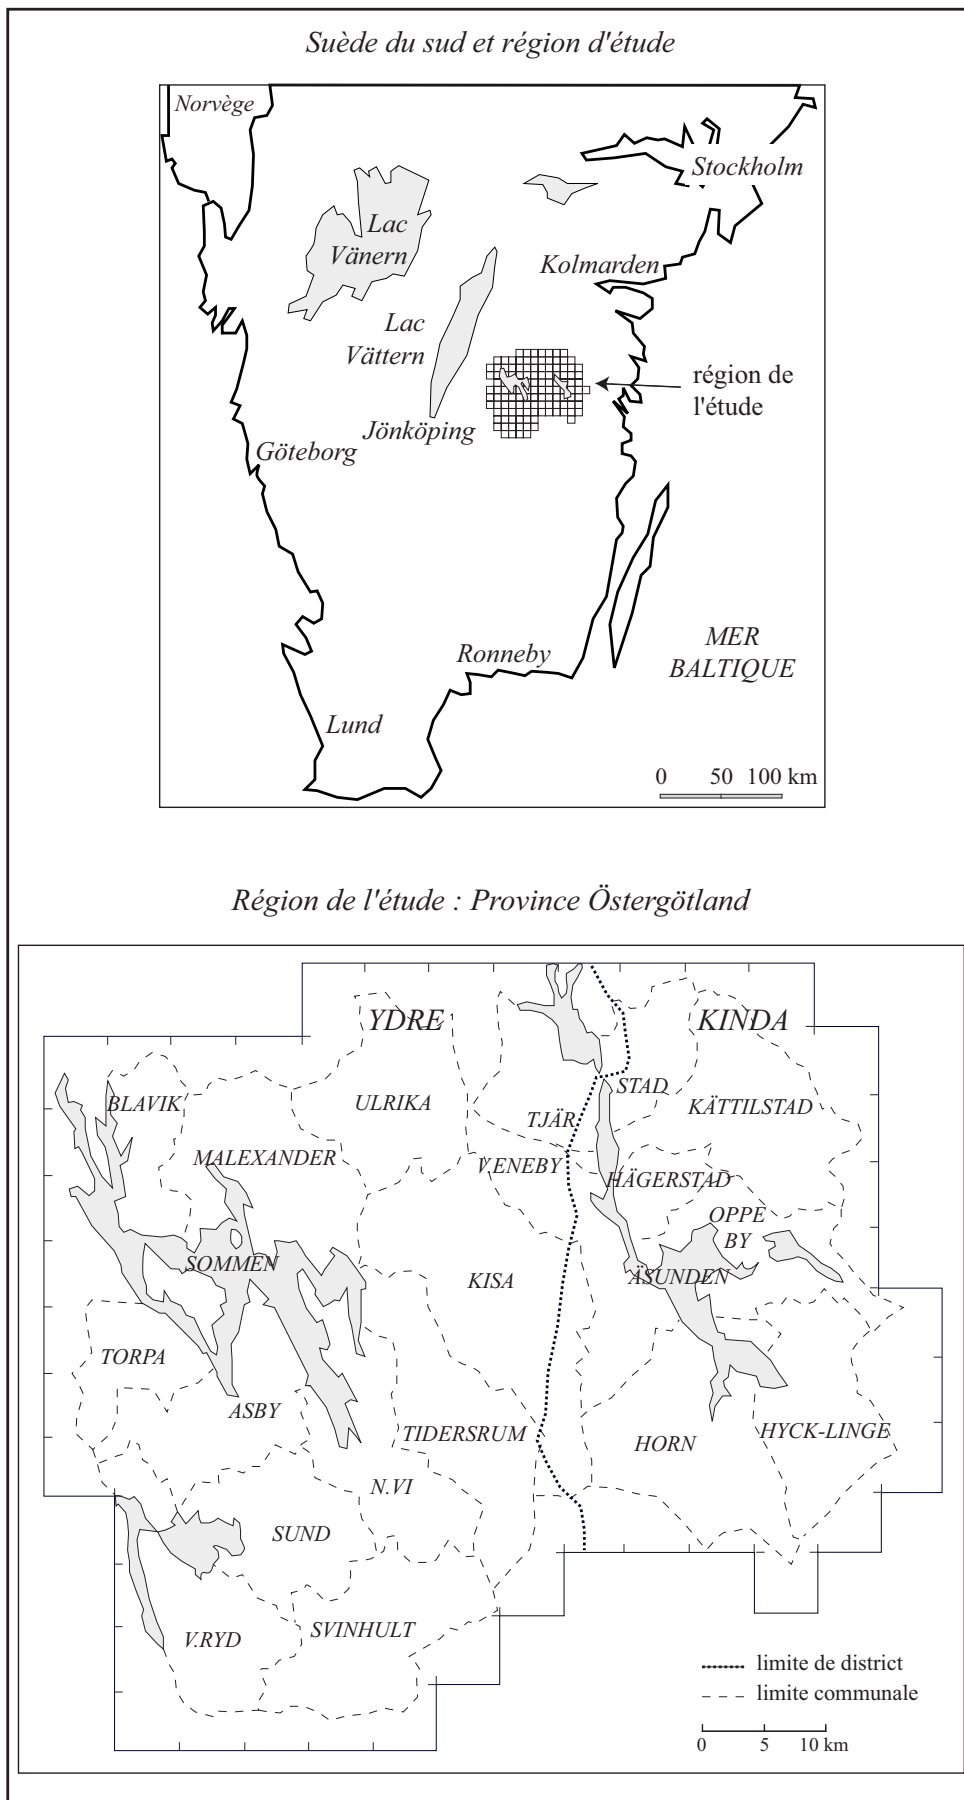 Suède du sud et région d'étude
Norvège
Stockholm
Lac
Vänern
Kolmarden
Lac
Vättern
région de
l'étude
Jönköping
Göteborg
MER
BALTIQUE
Ronneby
Lund
0 50 100 km
Région de l'étude : Province Östergötland
YDRE
KINDA
STAD
BLAVIK
ULRIKA
TJÄR
KÄTTILSTAD
MALEXANDER
V.ENEBY
HÄGERSTAD
OPPE
BY
SOMMEN
KISA
ÄSUNDEN
TORPA
ASBY
TIDERSRUM
HORN
HYCK-LINGE
N.VI
SUND
V.RYD
SVINHULT
limite de district
limite communale
0 5 10 km